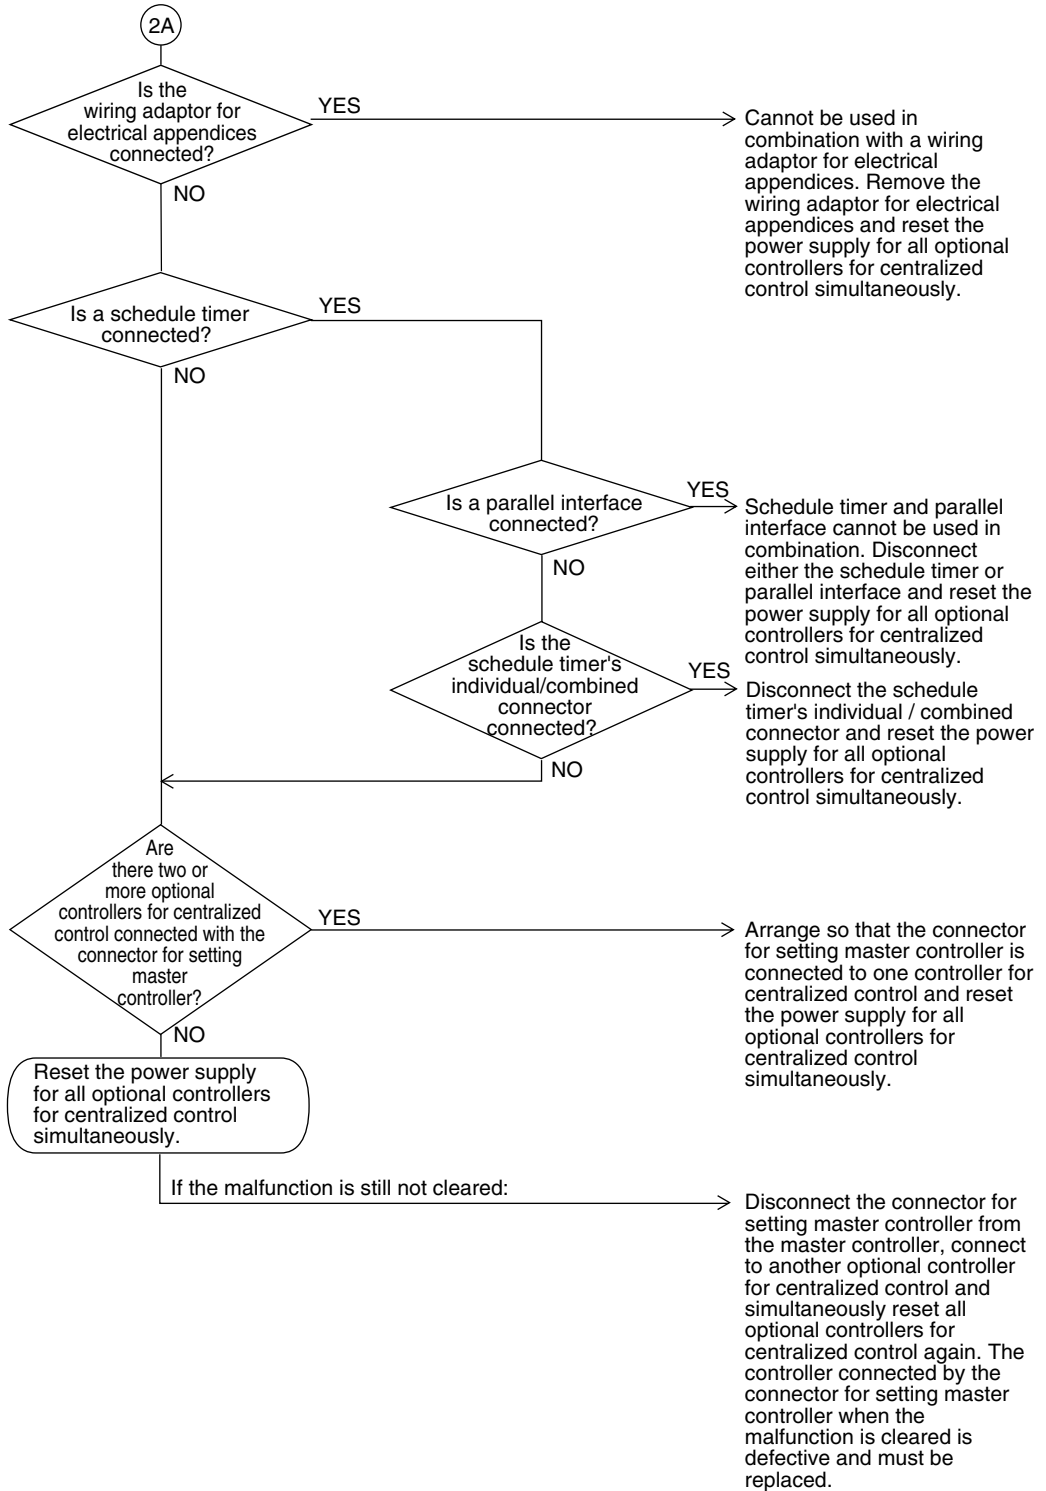 2A
Is the
wiring adaptor for
electrical appendices
connected?
YES
Cannot be used in
combination with a wiring
adaptor for electrical
appendices. Remove the
wiring adaptor for electrical
appendices and reset the
power supply for all optional
controllers for centralized
control simultaneously.
NO
Is a schedule timer
connected?
YES
NO
Is a parallel interface
connected?
YES
Schedule timer and parallel
interface cannot be used in
combination. Disconnect
either the schedule timer or
parallel interface and reset the
power supply for all optional
controllers for centralized
control simultaneously.
NO
Is the
schedule timer's
individual/combined
connector
connected?
YES
Disconnect the schedule
timer's individual / combined
connector and reset the power
supply for all optional
controllers for centralized
control simultaneously.
NO
Are
there two or
more optional
controllers for centralized
control connected with the
connector for setting
master
controller?
YES
Arrange so that the connector
for setting master controller is
connected to one controller for
centralized control and reset
the power supply for all
optional controllers for
centralized control
simultaneously.
NO
Reset the power supply
for all optional controllers
for centralized control
simultaneously.
If the malfunction is still not cleared:
Disconnect the connector for
setting master controller from
the master controller, connect
to another optional controller
for centralized control and
simultaneously reset all
optional controllers for
centralized control again. The
controller connected by the
connector for setting master
controller when the
malfunction is cleared is
defective and must be
replaced.